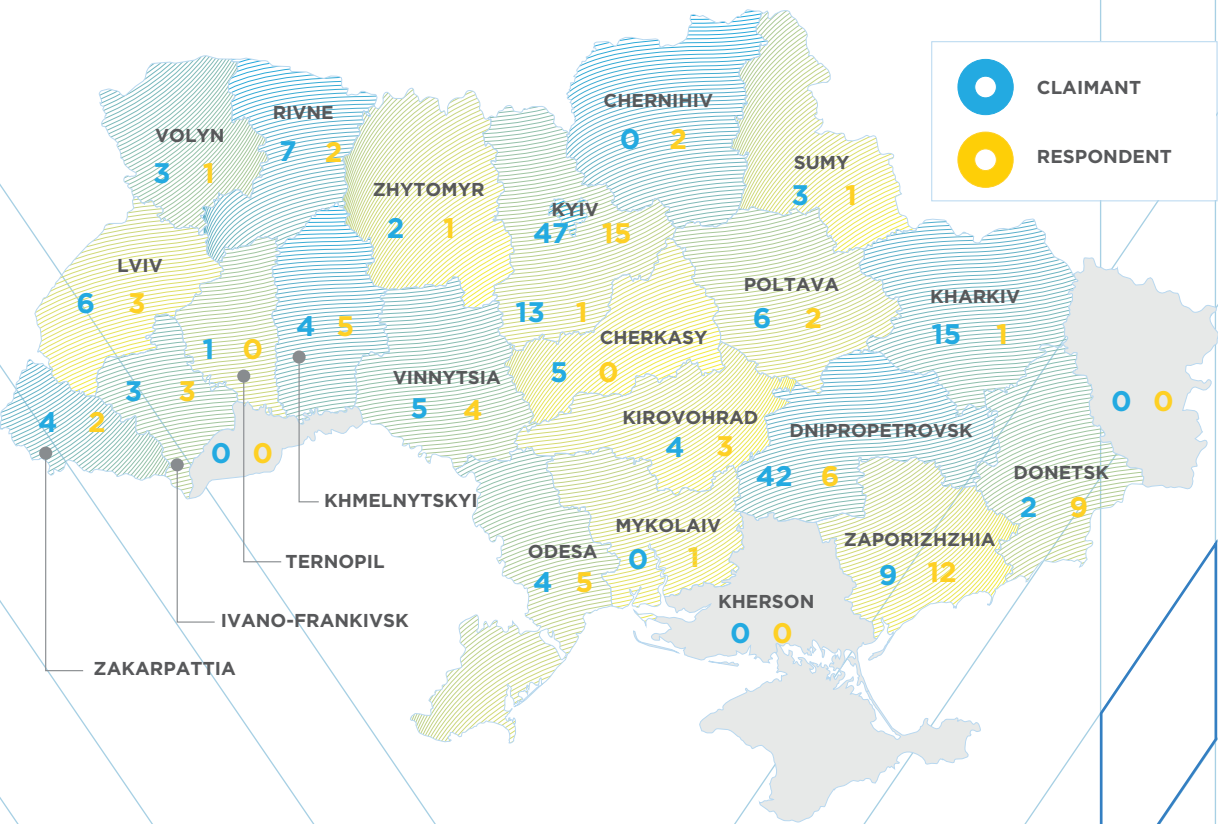 CLAIMANT
RESPONDENT
VOLYN
3 1
RIVNE
7 2
ZHYTOMYR
2 1
KYIV
47 15
13 1
CHERNIHIV
0 2
SUMY
3 1
LVIV
6 3
1 0
4 5
3 3
4 2
0 0
VINNYTSIA
5 4
CHERKASY
5 0
POLTAVA
6 2
KHARKIV
15 1
0 0
KIROVOHRAD
4 3
DNIPROPETROVSK
42 6
DONETSK
2 9
ZAPORIZHZHIA
9 12
MYKOLAIV
0 1
ODESA
4 5
KHERSON
0 0
KHMELNYTSKYI
TERNOPIL
IVANO-FRANKIVSK
ZAKARPATTIA